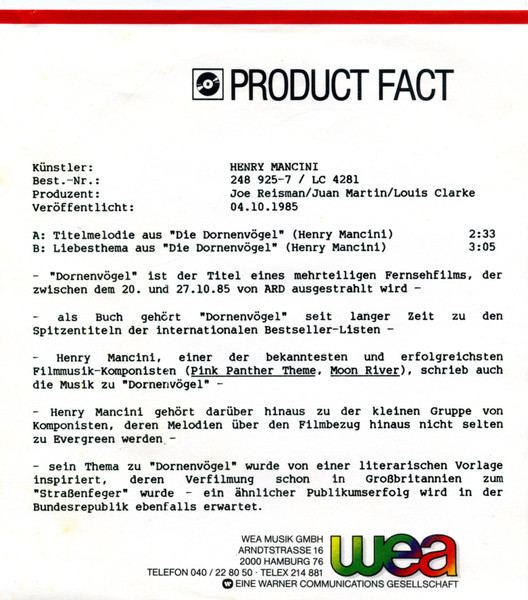 PRODUCT FACT
Künstler: HENRY MANCINI
Best.-Nr.: 248 925-7 / LC 4281
Produzent: Joe Reisman/Juan Martin/Louis Clarke
Veröffentlicht: 04.10.1985
A: Titelmelodie aus "Die Dornenvögel" (Henry Mancini) 2:33
B: Liebesthema aus "Die Dornenvögel" (Henry Mancini) 3:05
- "Dornenvögel" ist der Titel eines mehrteiligen Fernsehfilms, der
zwischen dem 20. und 27.10.85 von ARD ausgestrahlt wird -
- als Buch gehört "Dornenvögel" seit langer Zeit zu den
Spitzentiteln der internationalen Bestseller-Listen -
- Henry Mancini, einer der bekanntesten und erfolgreichsten
Filmmusik-Komponisten (Pink Panther Theme, Moon River), schrieb auch
die Musik zu "Dornenvögel" -
- Henry Mancini gehört darüber hinaus zu der kleinen Gruppe von
Komponisten, deren Melodien über den Filmbezug hinaus nicht selten
zu Evergreen werden -
- sein Thema zu "Dornenvögel" wurde von einer literarischen Vorlage
inspiriert, deren Verfilmung schon in Großbritannien zum
"Straßenfeger" wurde - ein ähnlicher Publikumserfolg wird in der
Bundesrepublik ebenfalls erwartet.
WEA MUSIK GMBH
ARNDTSTRASSE 16
2000 HAMBURG 76
TELEFON 040 / 22 80 50 · TELEX 214 881
EINE WARNER COMMUNICATIONS GESELLSCHAFT
wea